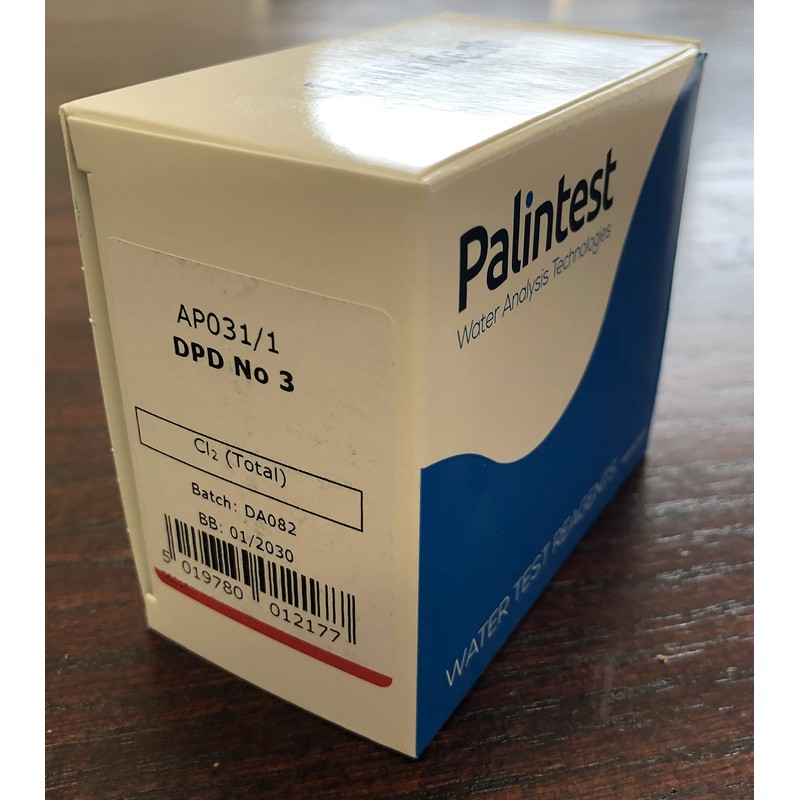 AP031/1
DPD No 3
Cl₂ (Total)
Batch: DA082
BB: 01/2030
5 019780 012177
Palintest
Water Analysis Technologies
WATER TEST REAGENTS